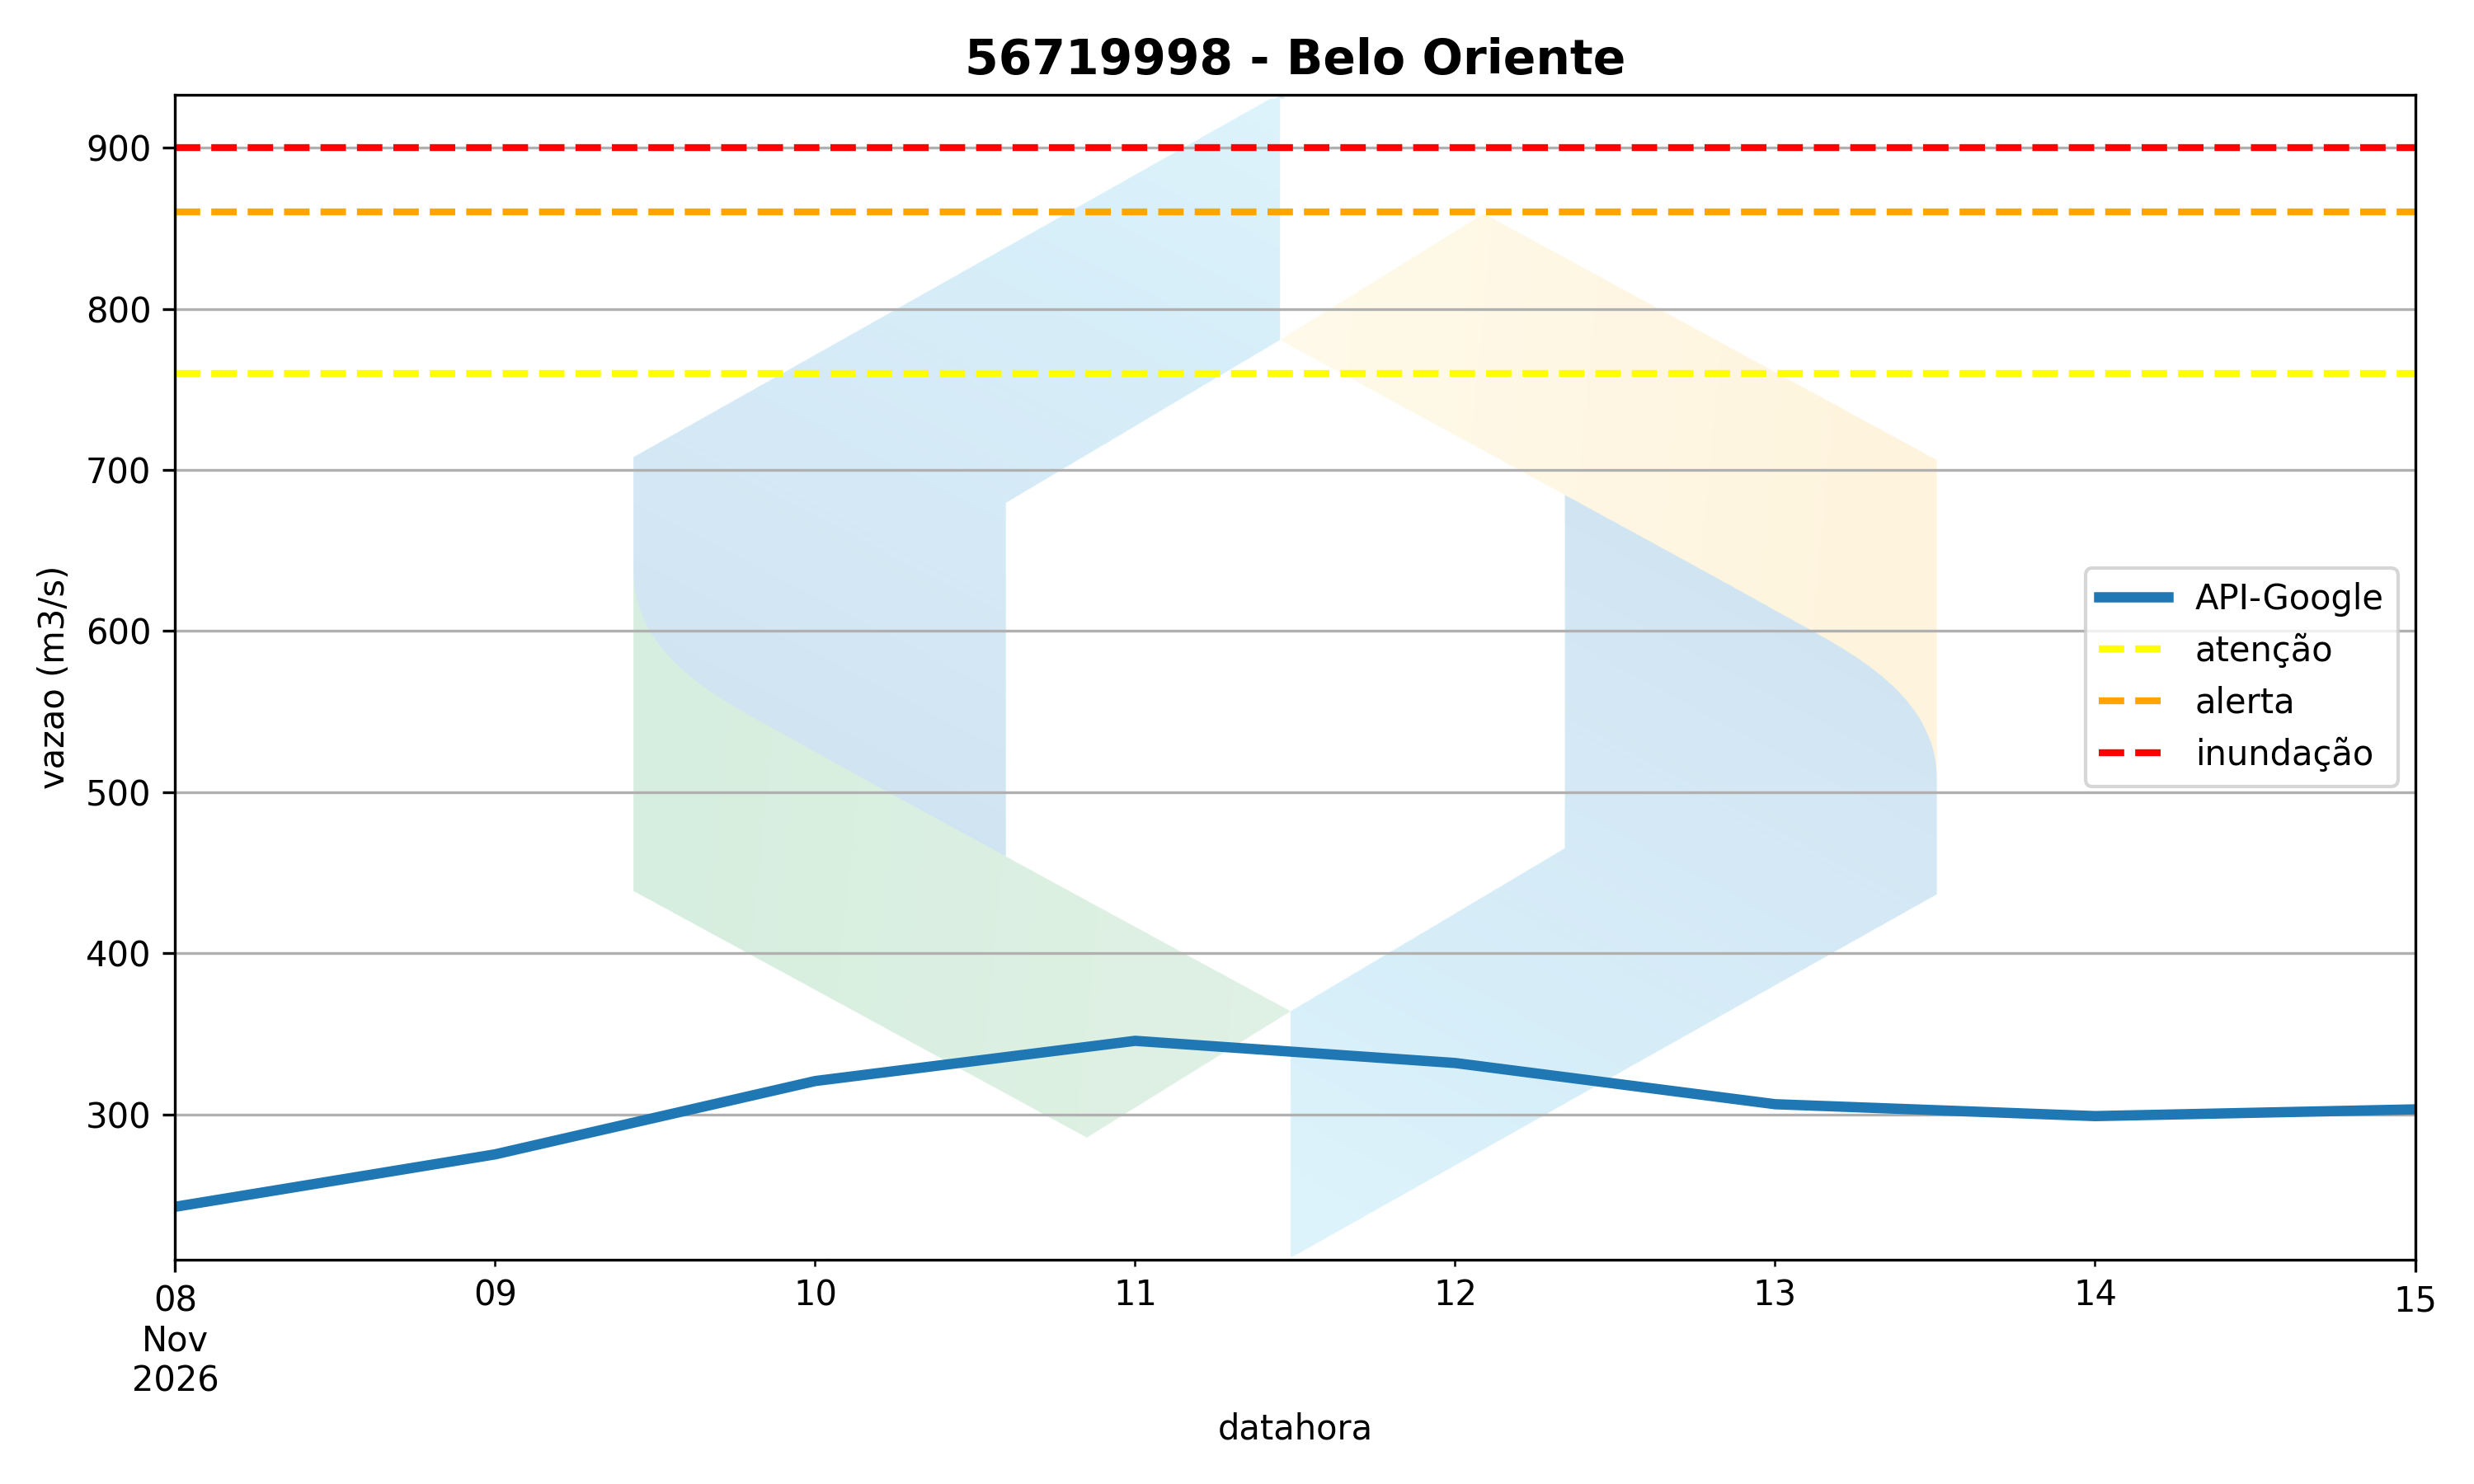 56719998 - Belo Oriente
900
800
700
600
500
400
300
vazao (m3/s)
API-Google
atenção
alerta
inundação
08 09 10 11 12 13 14 15
Nov
2026
datahora